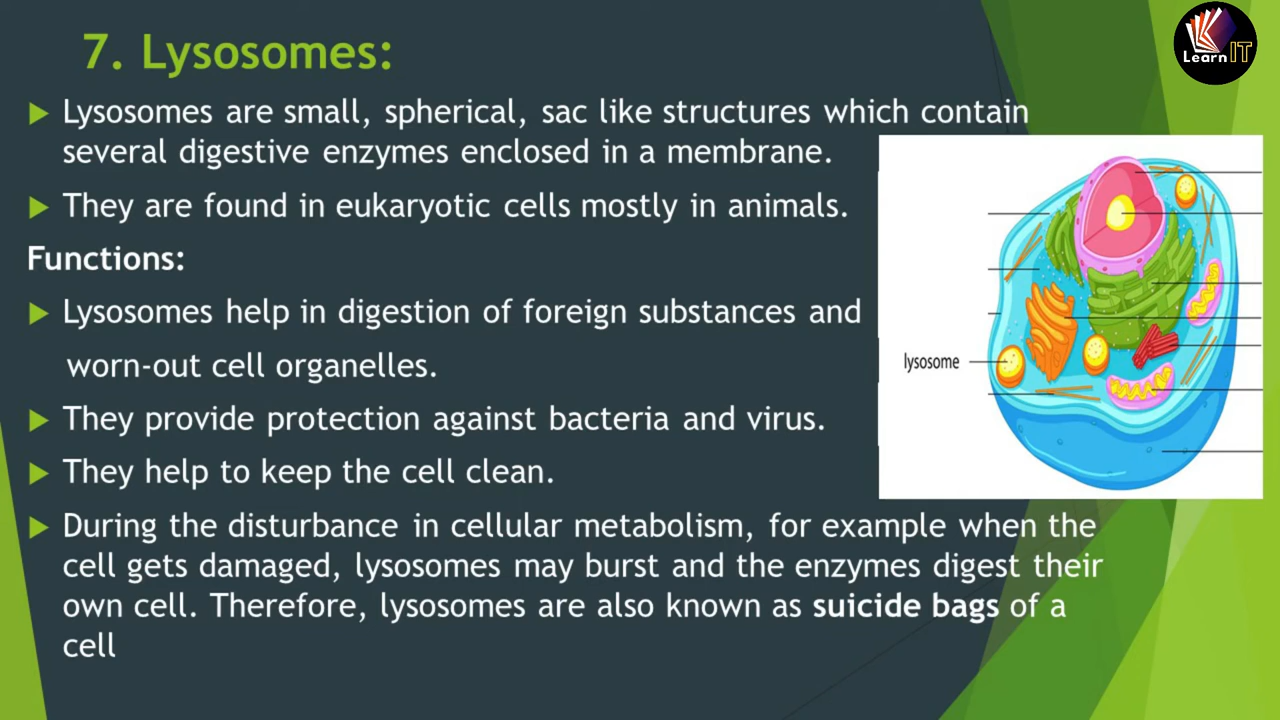 7. Lysosomes:
Learn IT
Lysosomes are small, spherical, sac like structures which contain
several digestive enzymes enclosed in a membrane.
They are found in eukaryotic cells mostly in animals.
Functions:
Lysosomes help in digestion of foreign substances and
worn-out cell organelles.
lysosome
They provide protection against bacteria and virus.
They help to keep the cell clean.
During the disturbance in cellular metabolism, for example when the
cell gets damaged, lysosomes may burst and the enzymes digest their
own cell. Therefore, lysosomes are also known as suicide bags of a
cell